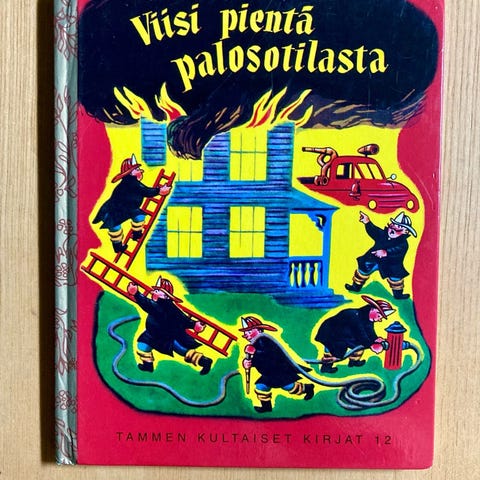 Viisi pientä
palosotilasta
TAMMEN KULTAISET KIRJAT 12